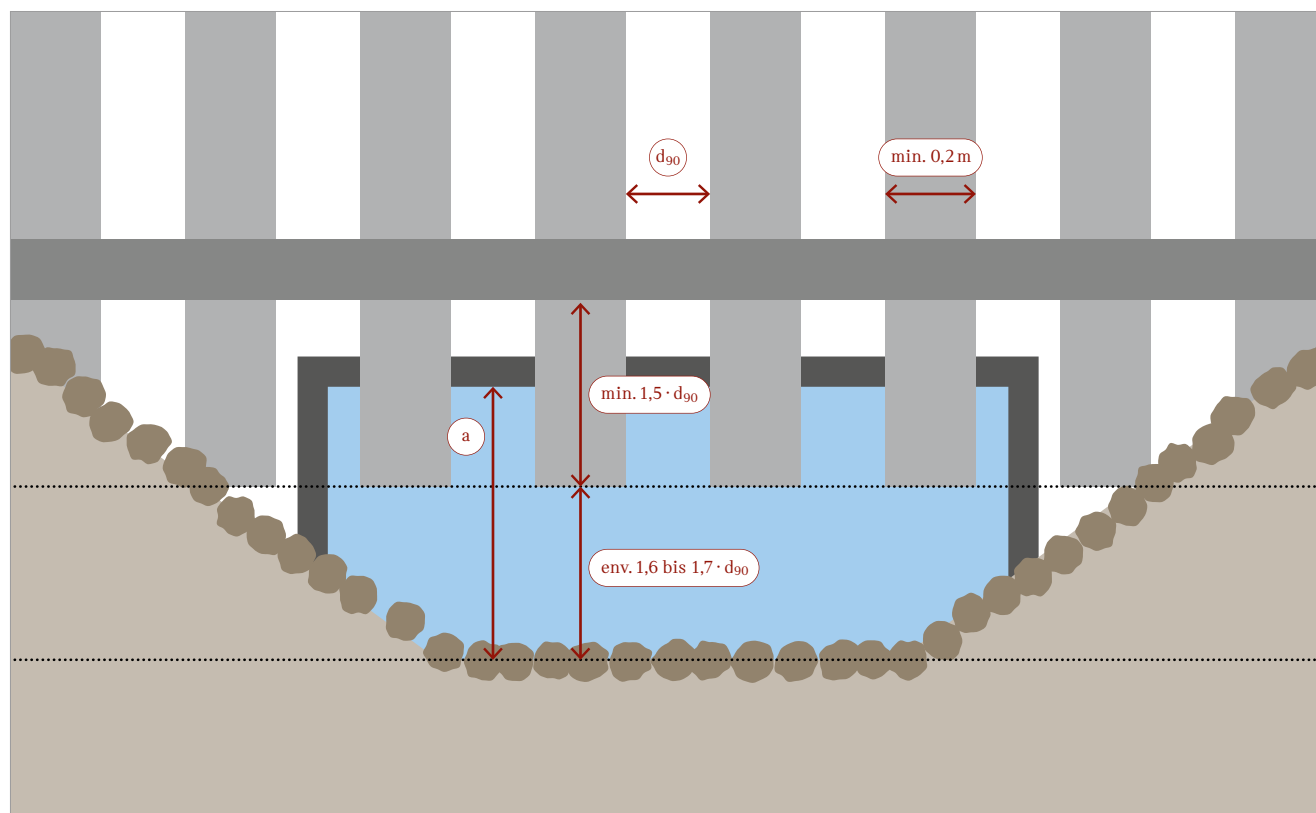 d₉₀
min. 0,2 m
min. 1,5 · d₉₀
a
env. 1,6 bis 1,7 · d₉₀